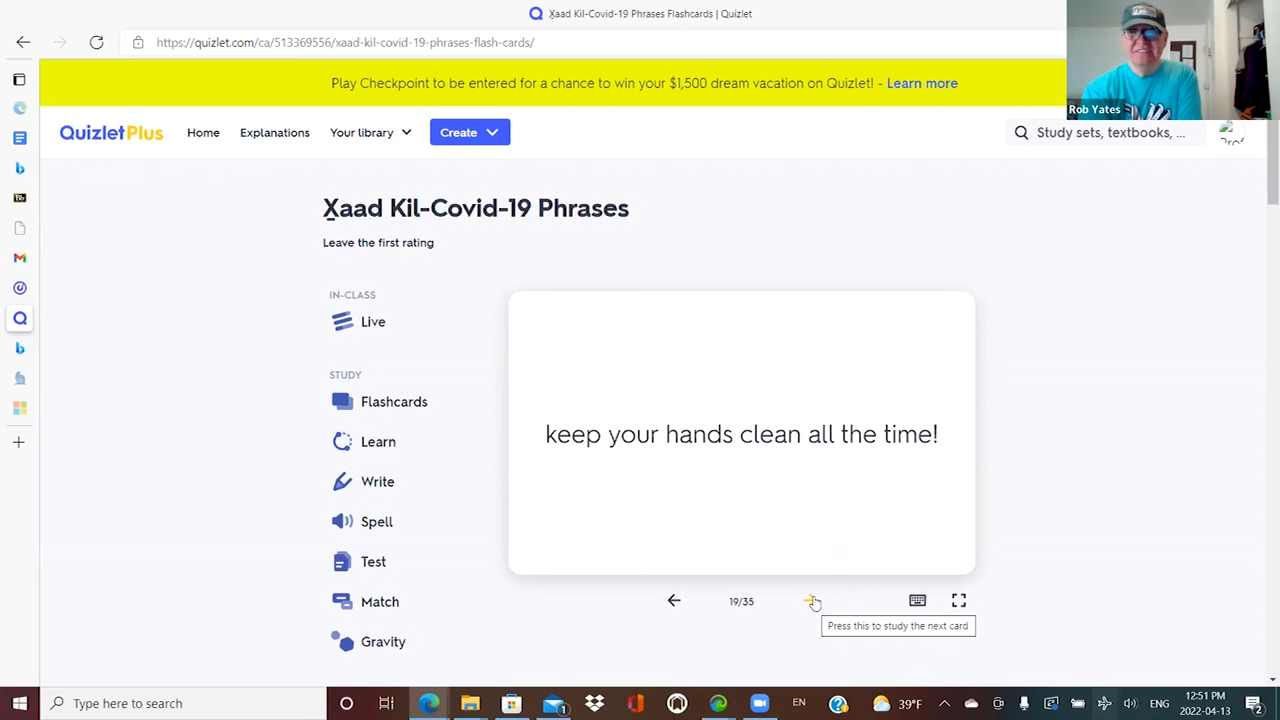 X̲aad Kil-Covid-19 Phrases Flashcards | Quizlet
https://quizlet.com/ca/513369556/xaad-kil-covid-19-phrases-flash-cards/
Rob Yates
Play Checkpoint to be entered for a chance to win your $1,500 dream vacation on Quizlet! - Learn more
QuizletPlus
Home
Explanations
Your library
Create
Study sets, textbooks, ...
X̲aad Kil-Covid-19 Phrases
Leave the first rating
IN-CLASS
Live
STUDY
Flashcards
Learn
Write
Spell
Test
Match
Gravity
keep your hands clean all the time!
19/35
Press this to study the next card
Type here to search
EN
39°F
ENG
12:51 PM
2022-04-13